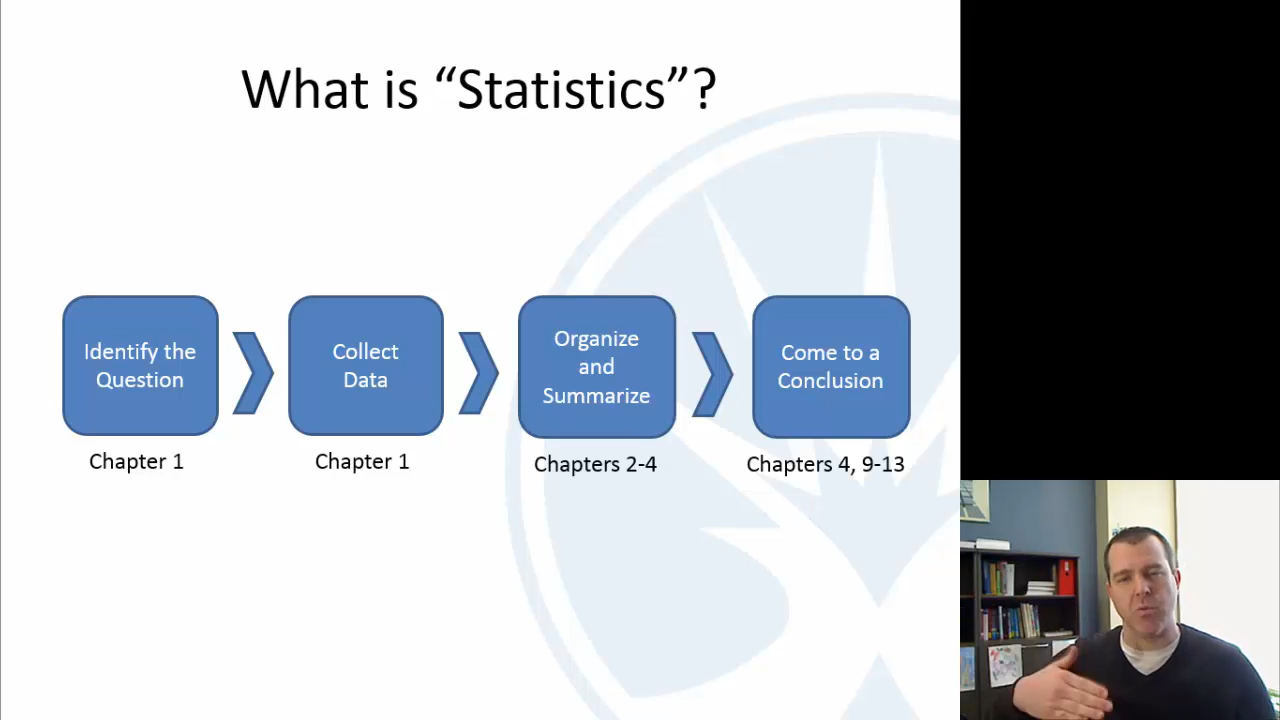 What is “Statistics”?
Identify the
Question
Collect
Data
Organize
and
Summarize
Come to a
Conclusion
Chapter 1
Chapter 1
Chapters 2-4
Chapters 4, 9-13